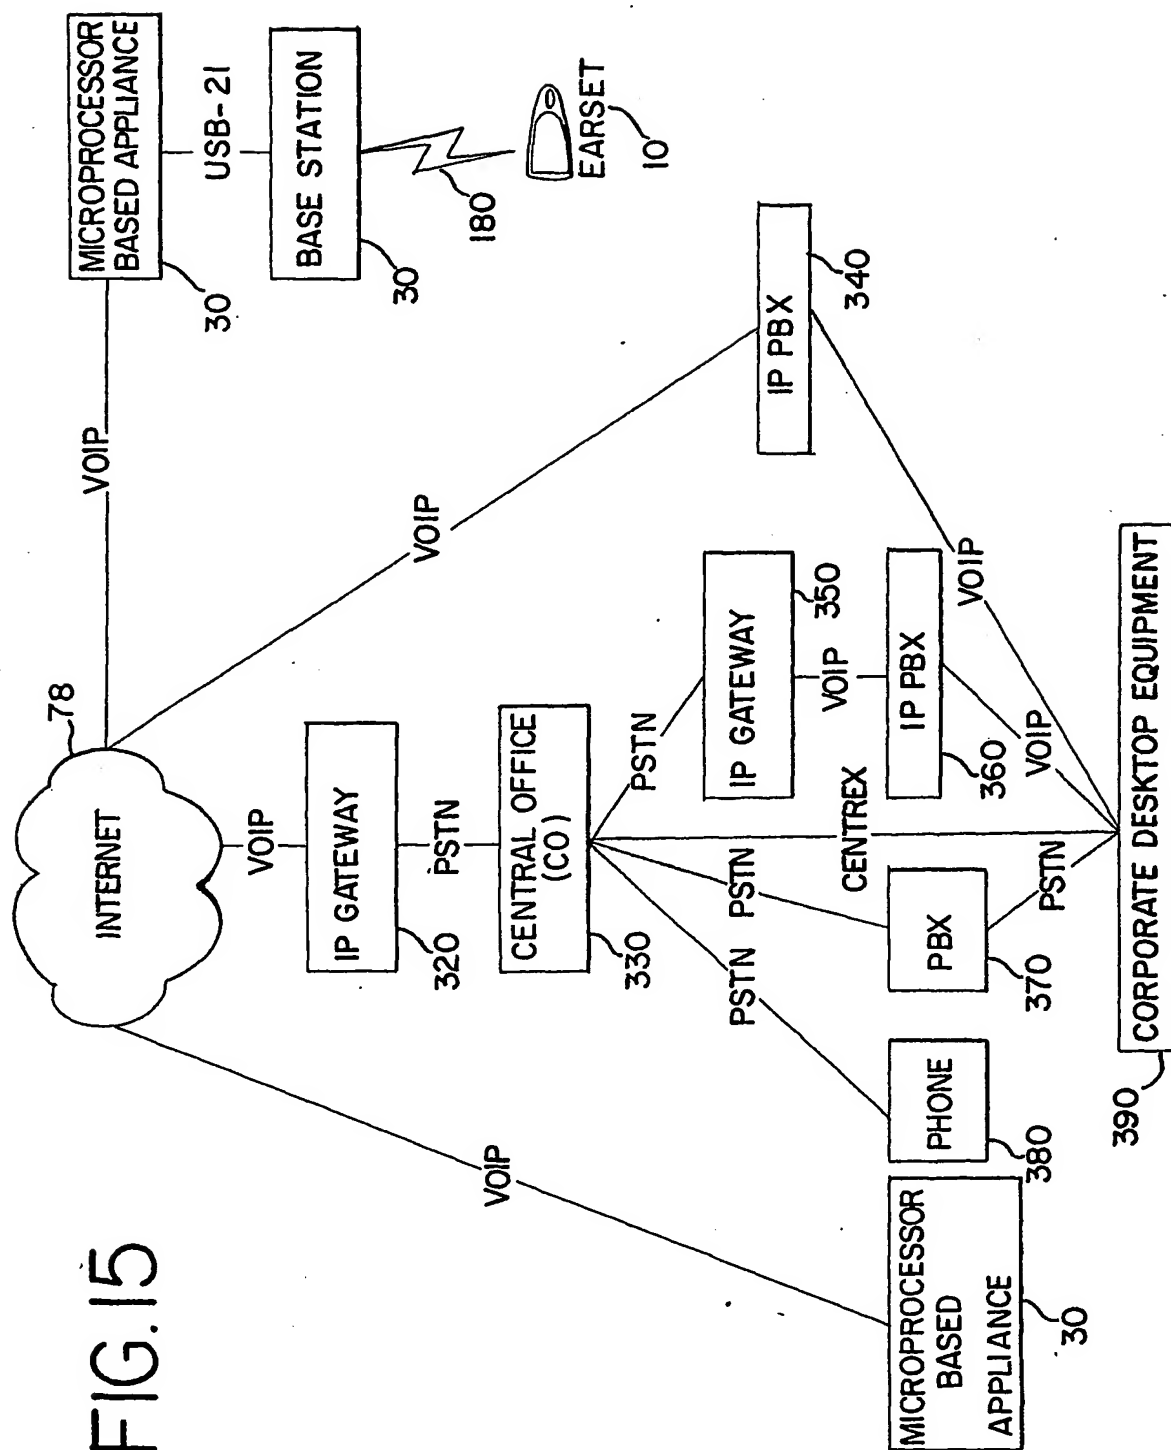 FIG.15
INTERNET
78
VOIP
MICROPROCESSOR
BASED APPLIANCE
30
USB-21
BASE STATION
30
180
EARSET
10
VOIP
IP GATEWAY
320
PSTN
CENTRAL OFFICE
(CO)
330
VOIP
IP PBX
340
VOIP
MICROPROCESSOR
BASED
APPLIANCE
30
PSTN
PHONE
380
PSTN
PBX
370
PSTN
CENTREX
PSTN
IP GATEWAY
350
VOIP
IP PBX
360
VOIP
VOIP
CORPORATE DESKTOP EQUIPMENT
390